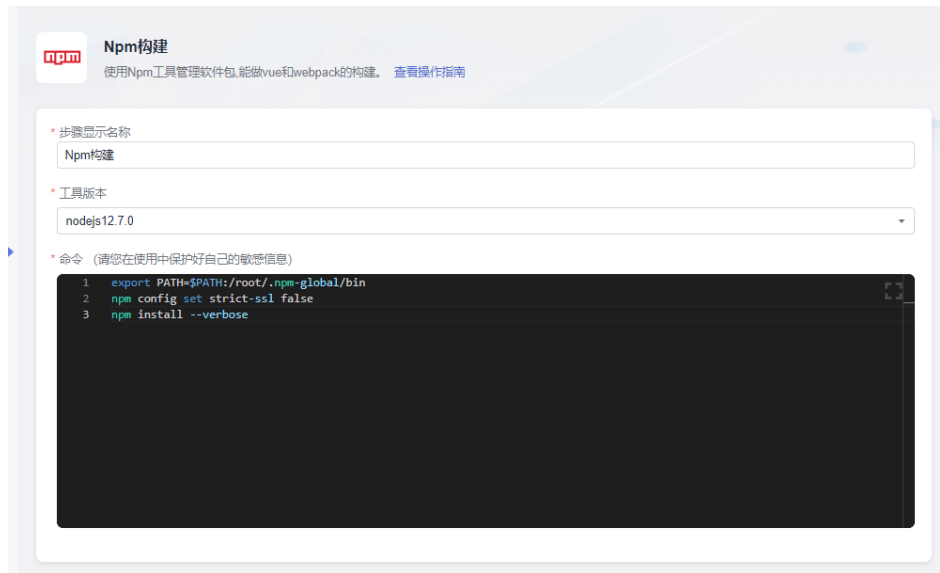 npm
Npm构建
使用Npm工具管理软件包,能做vue和webpack的构建。 查看操作指南
* 步骤显示名称
Npm构建
* 工具版本
nodejs12.7.0
* 命令 (请您在使用中保护好自己的敏感信息)
1 export PATH=$PATH:/root/.npm-global/bin
2 npm config set strict-ssl false
3 npm install --verbose